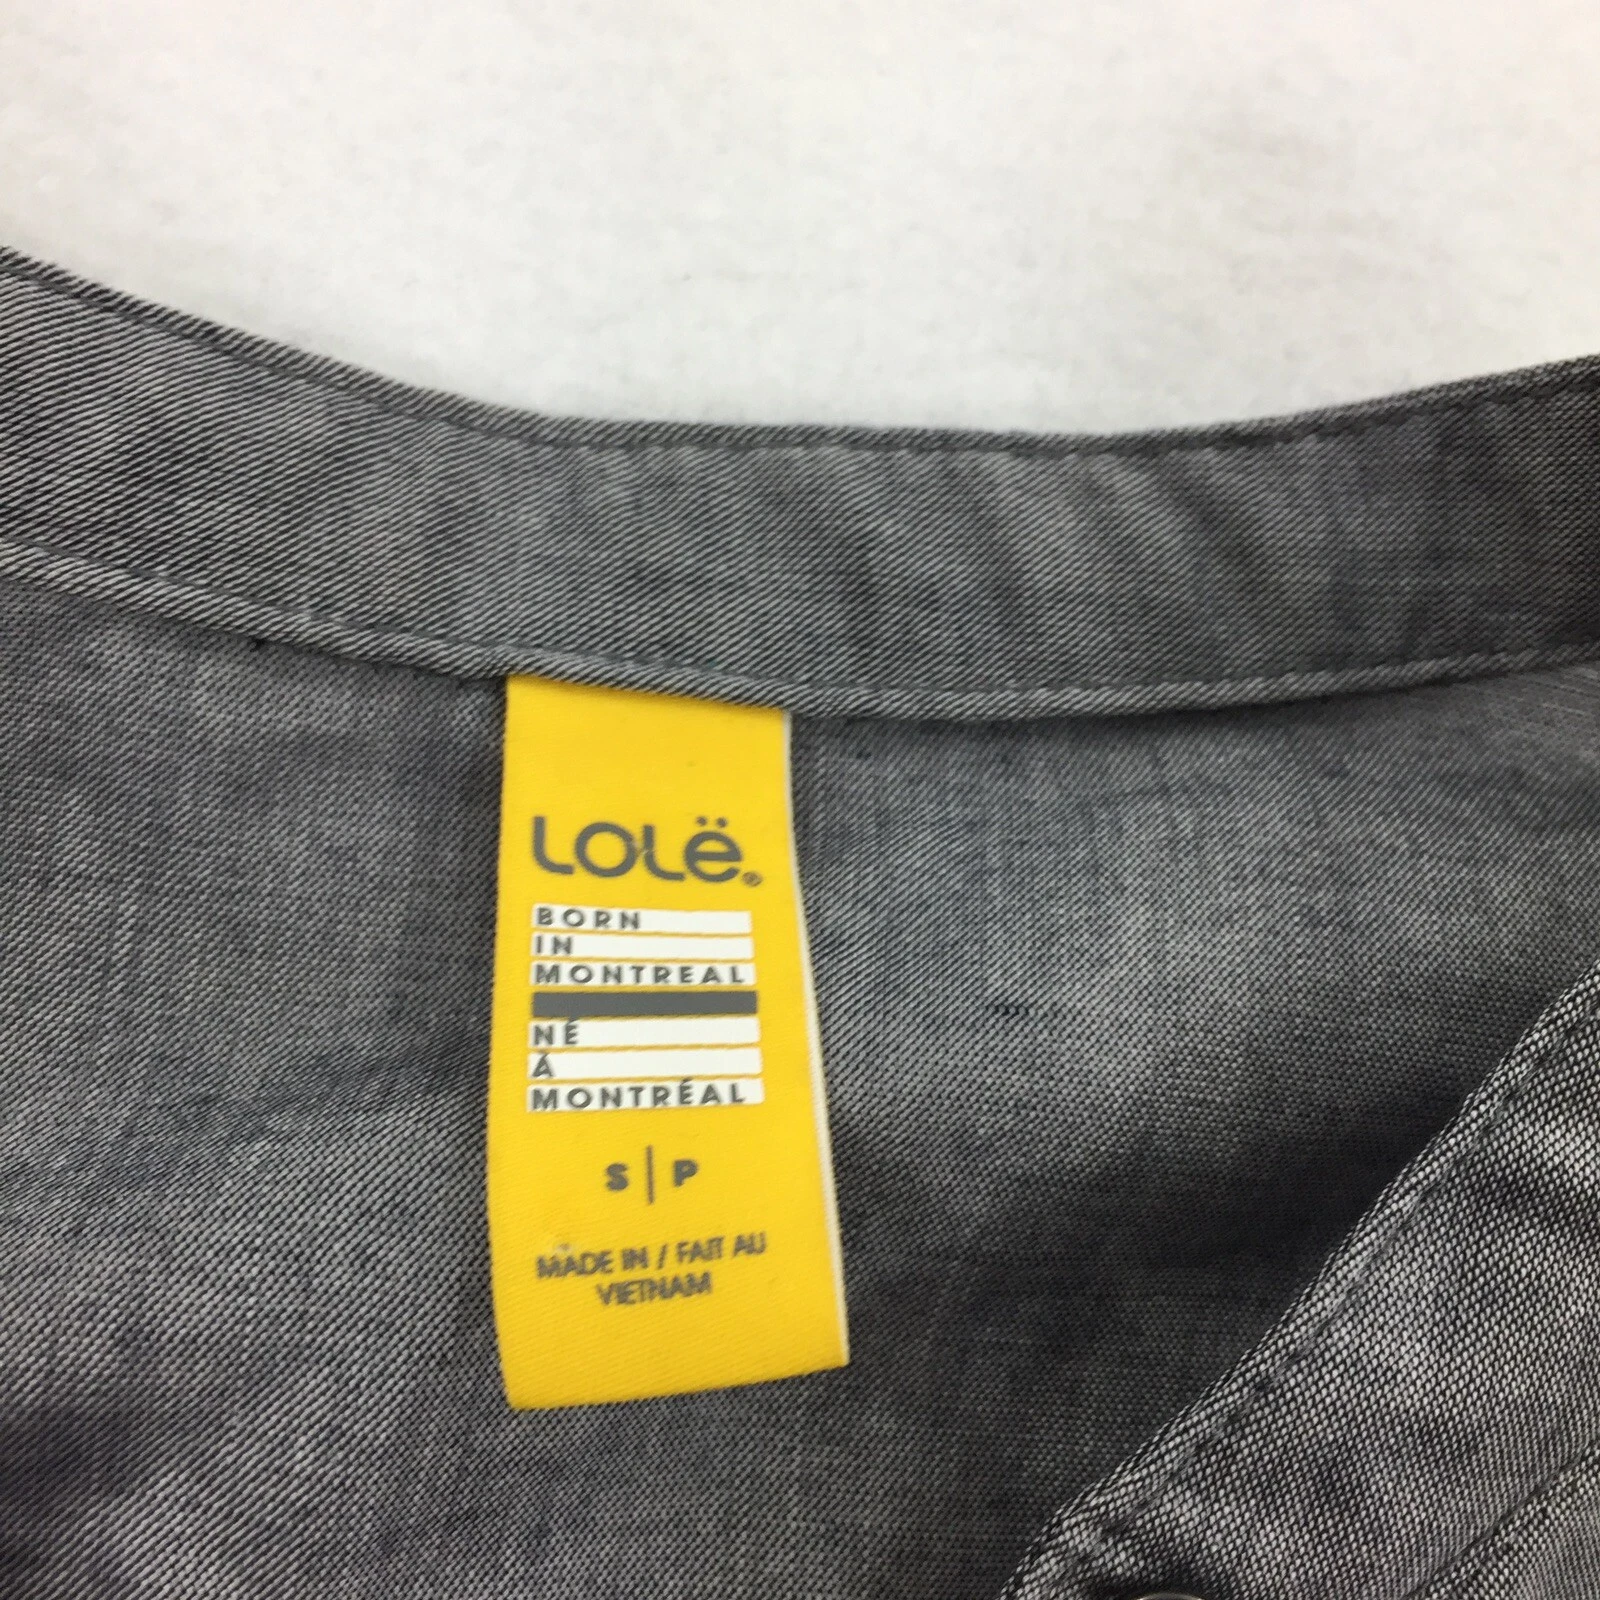 Lolë®
BORN
IN
MONTREAL
NÉ
À
MONTRÉAL
S | P
MADE IN / FAIT AU
VIETNAM